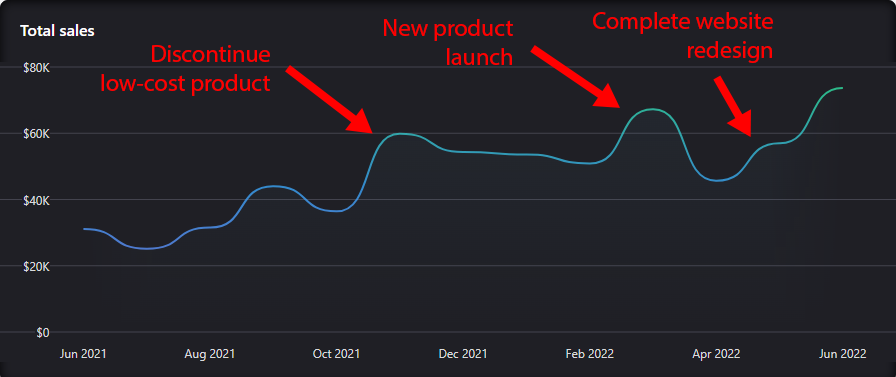 Total sales
Discontinue
low-cost product
New product
launch
Complete website
redesign
$80K
$60K
$40K
$20K
$0
Jun 2021
Aug 2021
Oct 2021
Dec 2021
Feb 2022
Apr 2022
Jun 2022